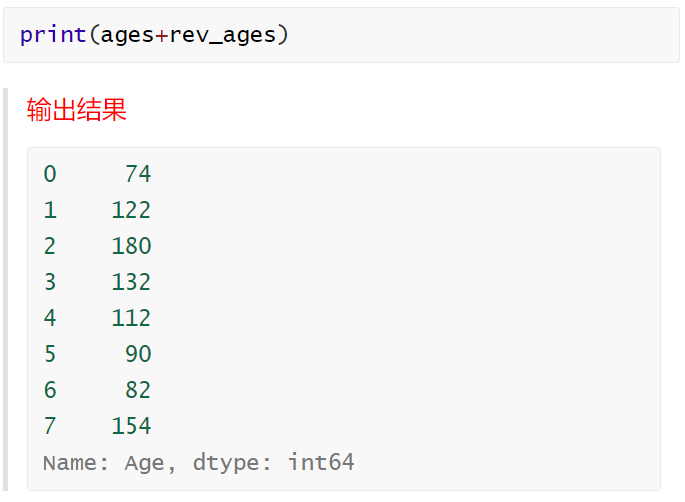 print(ages+rev_ages)
输出结果
0     74
1    122
2    180
3    132
4    112
5     90
6     82
7    154
Name: Age, dtype: int64